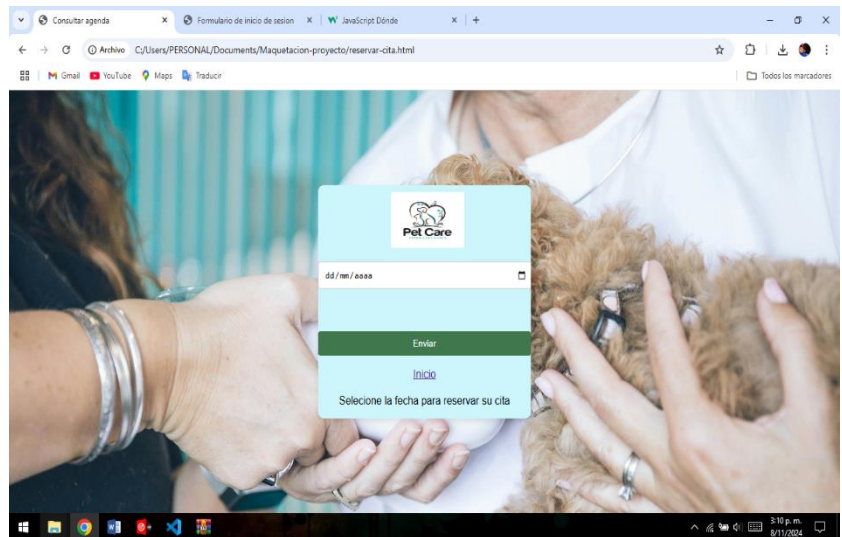 Consultar agenda
Formulario de inicio de sesion
JavaScript Dónde
Archivo C:/Users/PERSONAL/Documents/Maquetacion-proyecto/reservar-cita.html
Gmail YouTube Maps Traducir Todos los marcadores
Pet Care
dd/mm/aaaa
Enviar
Inicio
Selecione la fecha para reservar su cita
3:10 p. m.
8/11/2024